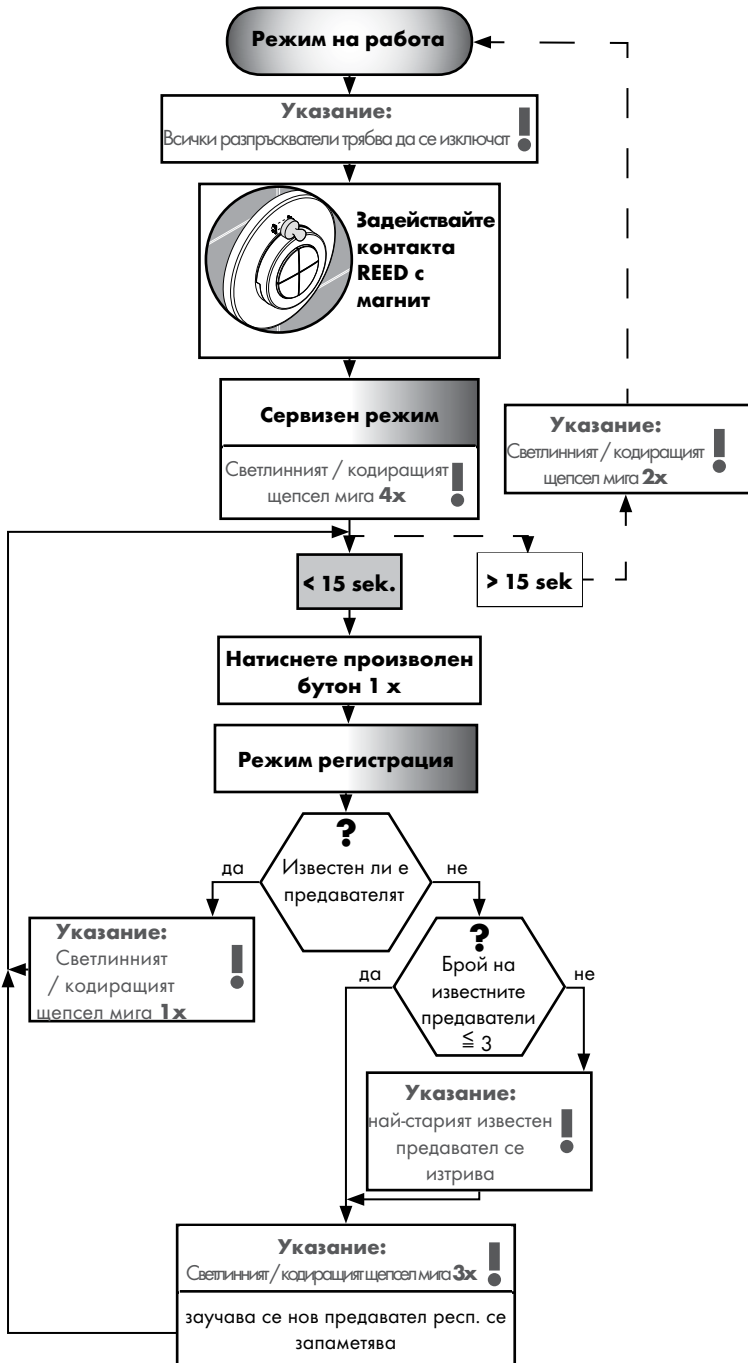 Режим на работа
Указание:
Всички разпръскватели трябва да се изключат
Задействайте
контакта
REED с
магнит
Сервизен режим
Светлинният / кодиращият
щепсел мига 4x
Указание:
Светлинният / кодиращият
щепсел мига 2x
< 15 sek.
> 15 sek
Натиснете произволен
бутон 1 x
Режим регистрация
?
Известен ли е
предавателят
да
не
Указание:
Светлинният
/ кодиращият
щепсел мига 1x
?
Брой на
известните
предаватели
≦ 3
да
не
Указание:
най-старият известен
предавател се
изтрива
Указание:
Светлинният / кодиращият щепсел мига 3x
заучава се нов предавател респ. се
запаметява